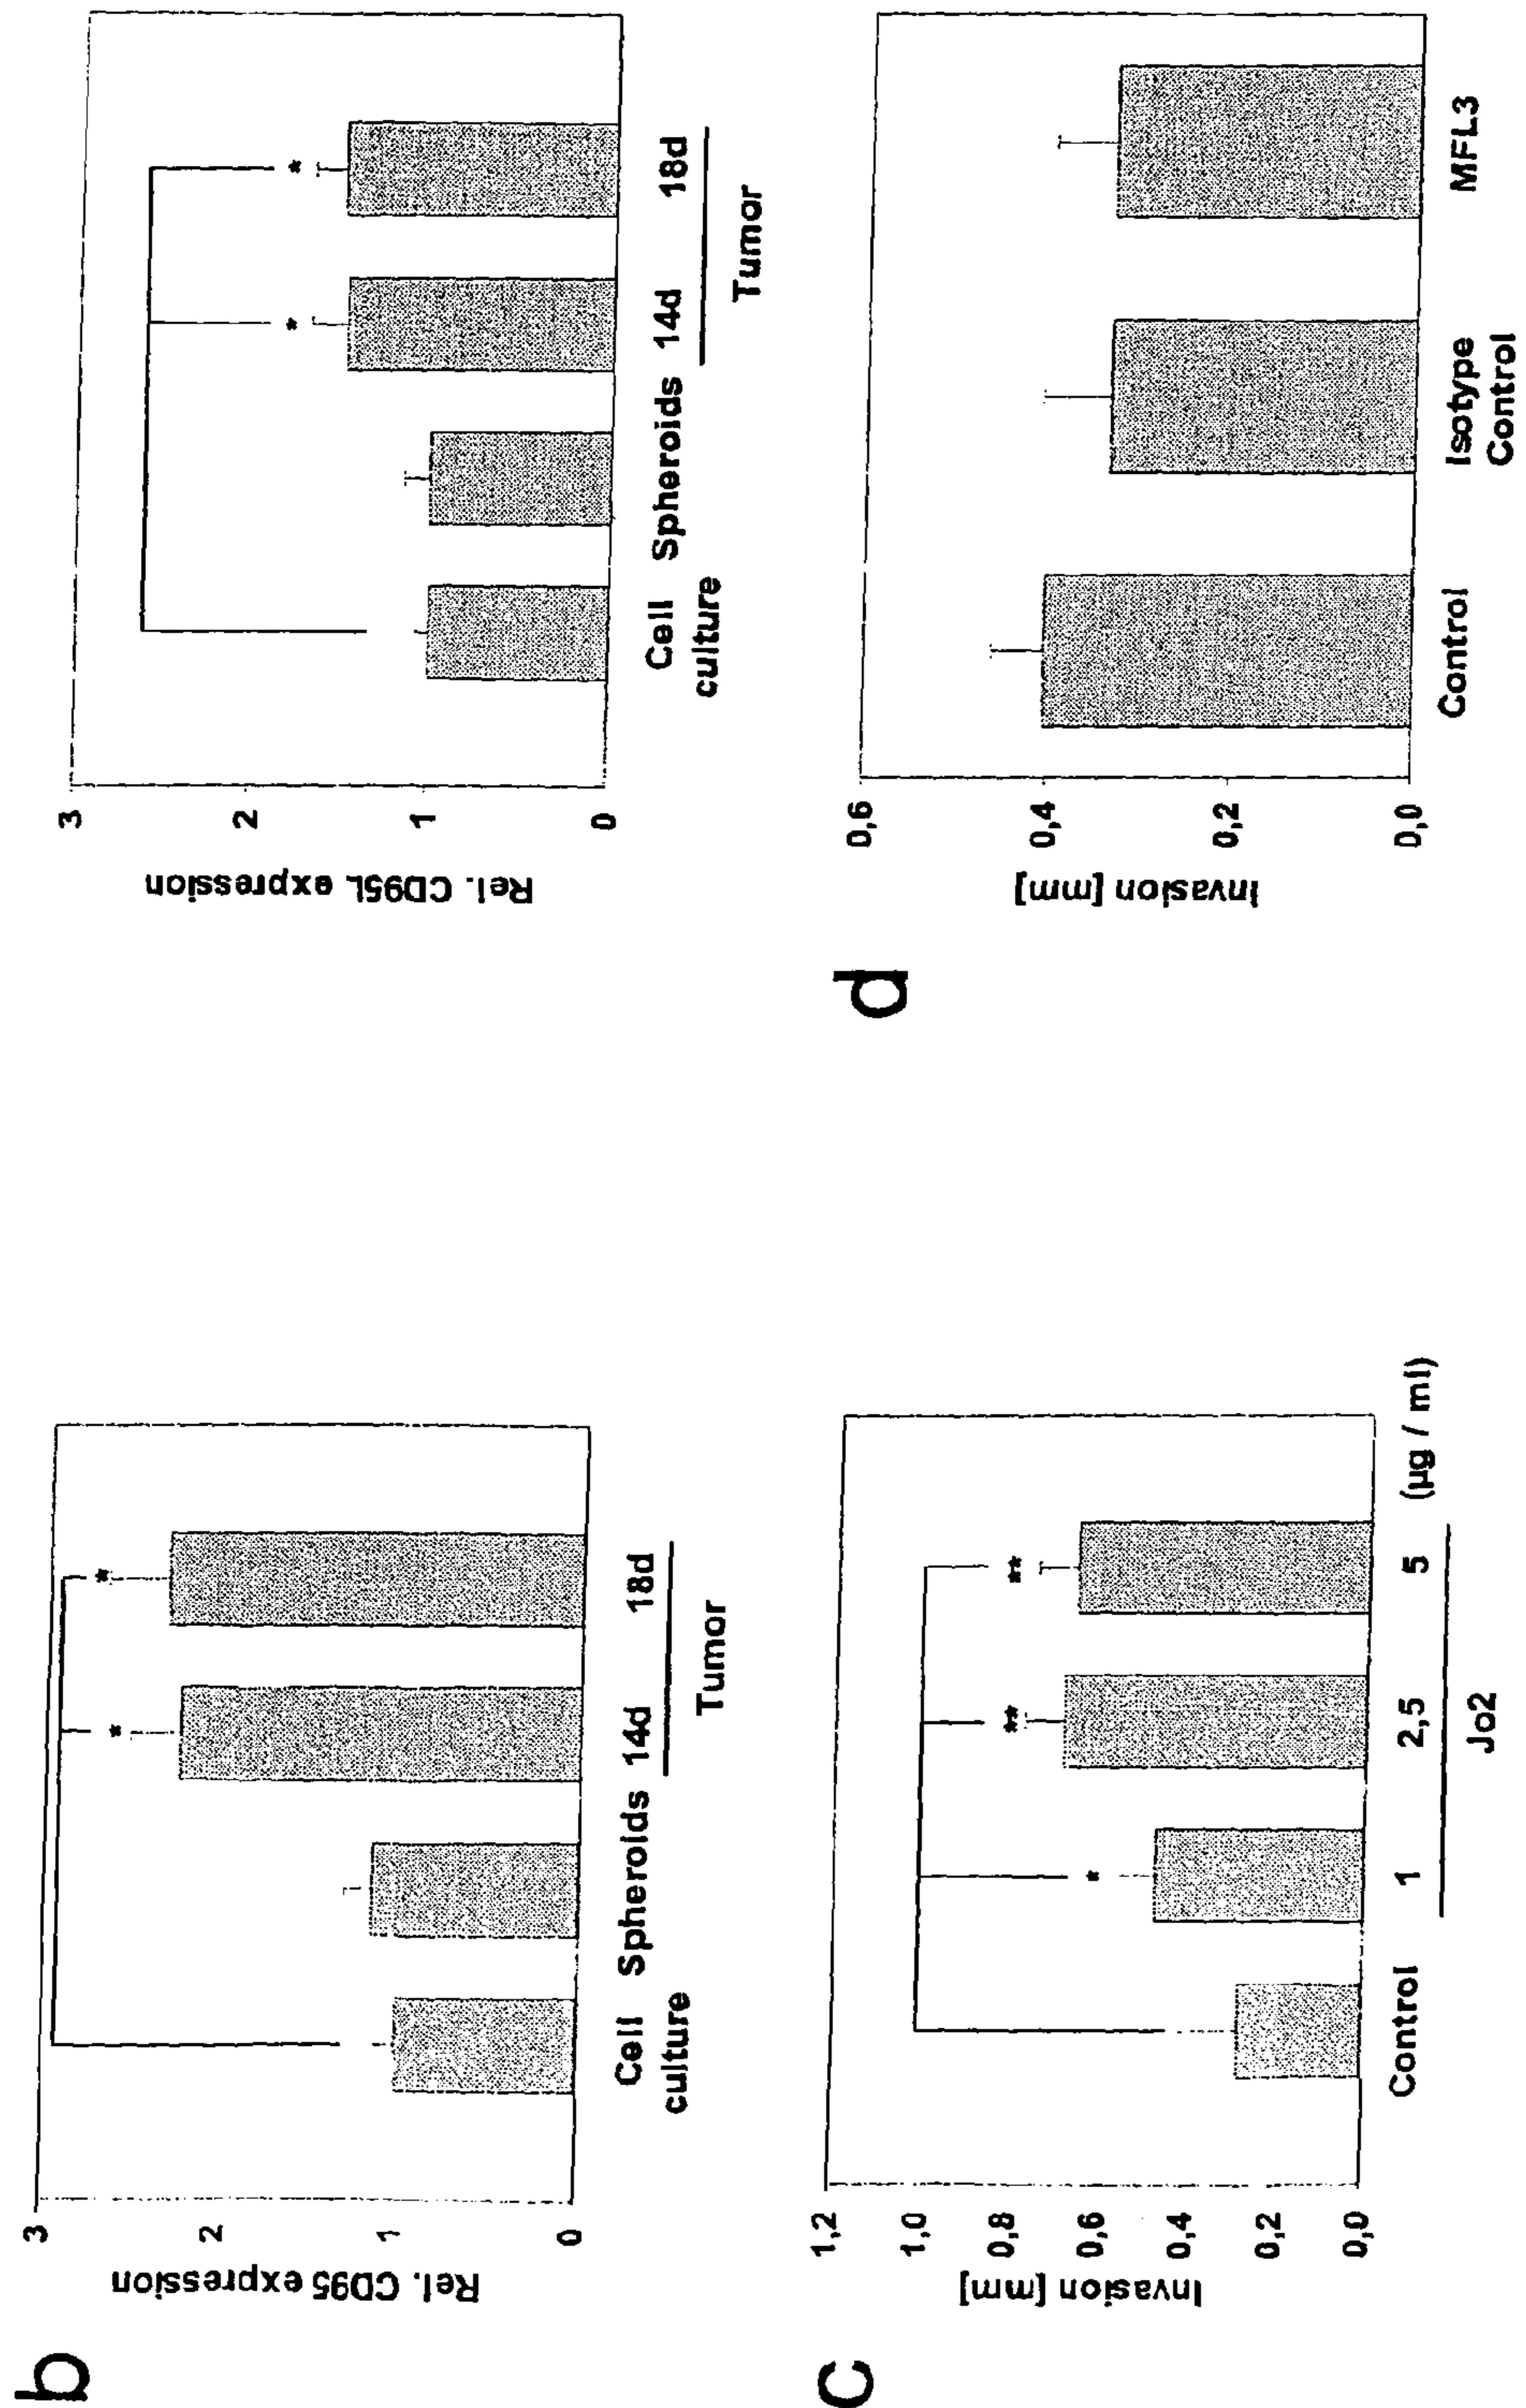 b
Rel. CD95 expression
3
2
1
0
Cell culture
Spheroids
14d
18d
Tumor
*
*
Rel. CD95L expression
3
2
1
0
Cell culture
Spheroids
14d
18d
Tumor
*
*
c
Invasion [mm]
1,2
1,0
0,8
0,6
0,4
0,2
0,0
Control
1
2,5
5
(µg / ml)
Jo2
*
**
**
d
Invasion [mm]
0,6
0,4
0,2
0,0
Control
Isotype
Control
MFL3